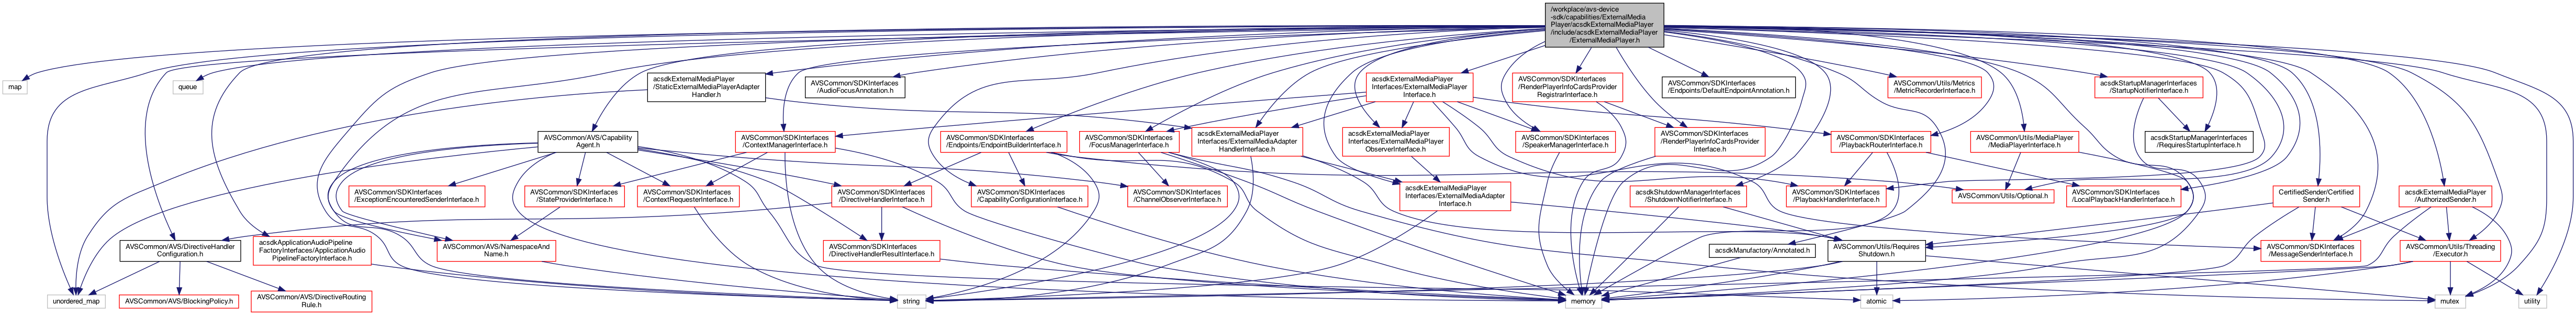 /workplace/avs-device
-sdk/capabilities/ExternalMedia
Player/acsdkExternalMediaPlayer
/include/acsdkExternalMediaPlayer
/ExternalMediaPlayer.h
map
queue
acsdkExternalMediaPlayer
/StaticExternalMediaPlayerAdapter
Handler.h
AVSCommon/SDKInterfaces
/AudioFocusAnnotation.h
acsdkExternalMediaPlayer
Interfaces/ExternalMediaPlayer
Interface.h
AVSCommon/SDKInterfaces
/RenderPlayerInfoCardsProvider
RegistrarInterface.h
AVSCommon/SDKInterfaces
/Endpoints/DefaultEndpointAnnotation.h
AVSCommon/Utils/Metrics
/MetricRecorderInterface.h
acsdkStartupManagerInterfaces
/StartupNotifierInterface.h
AVSCommon/AVS/Capability
Agent.h
AVSCommon/SDKInterfaces
/ContextManagerInterface.h
AVSCommon/SDKInterfaces
/Endpoints/EndpointBuilderInterface.h
AVSCommon/SDKInterfaces
/FocusManagerInterface.h
acsdkExternalMediaPlayer
Interfaces/ExternalMediaAdapter
HandlerInterface.h
acsdkExternalMediaPlayer
Interfaces/ExternalMediaPlayer
ObserverInterface.h
AVSCommon/SDKInterfaces
/SpeakerManagerInterface.h
AVSCommon/SDKInterfaces
/RenderPlayerInfoCardsProvider
Interface.h
AVSCommon/SDKInterfaces
/PlaybackRouterInterface.h
AVSCommon/Utils/MediaPlayer
/MediaPlayerInterface.h
acsdkStartupManagerInterfaces
/RequiresStartupInterface.h
AVSCommon/SDKInterfaces
/ExceptionEncounteredSenderInterface.h
AVSCommon/SDKInterfaces
/StateProviderInterface.h
AVSCommon/SDKInterfaces
/ContextRequesterInterface.h
AVSCommon/SDKInterfaces
/DirectiveHandlerInterface.h
AVSCommon/SDKInterfaces
/CapabilityConfigurationInterface.h
AVSCommon/SDKInterfaces
/ChannelObserverInterface.h
acsdkExternalMediaPlayer
Interfaces/ExternalMediaAdapter
Interface.h
acsdkShutdownManagerInterfaces
/ShutdownNotifierInterface.h
AVSCommon/SDKInterfaces
/PlaybackHandlerInterface.h
AVSCommon/Utils/Optional.h
AVSCommon/SDKInterfaces
/LocalPlaybackHandlerInterface.h
CertifiedSender/Certified
Sender.h
acsdkExternalMediaPlayer
/AuthorizedSender.h
AVSCommon/AVS/DirectiveHandler
Configuration.h
acsdkApplicationAudioPipeline
FactoryInterfaces/ApplicationAudio
PipelineFactoryInterface.h
AVSCommon/AVS/NamespaceAnd
Name.h
AVSCommon/SDKInterfaces
/DirectiveHandlerResultInterface.h
acsdkManufactory/Annotated.h
AVSCommon/Utils/Requires
Shutdown.h
AVSCommon/SDKInterfaces
/MessageSenderInterface.h
AVSCommon/Utils/Threading
/Executor.h
unordered_map
AVSCommon/AVS/BlockingPolicy.h
AVSCommon/AVS/DirectiveRouting
Rule.h
string
memory
atomic
mutex
utility